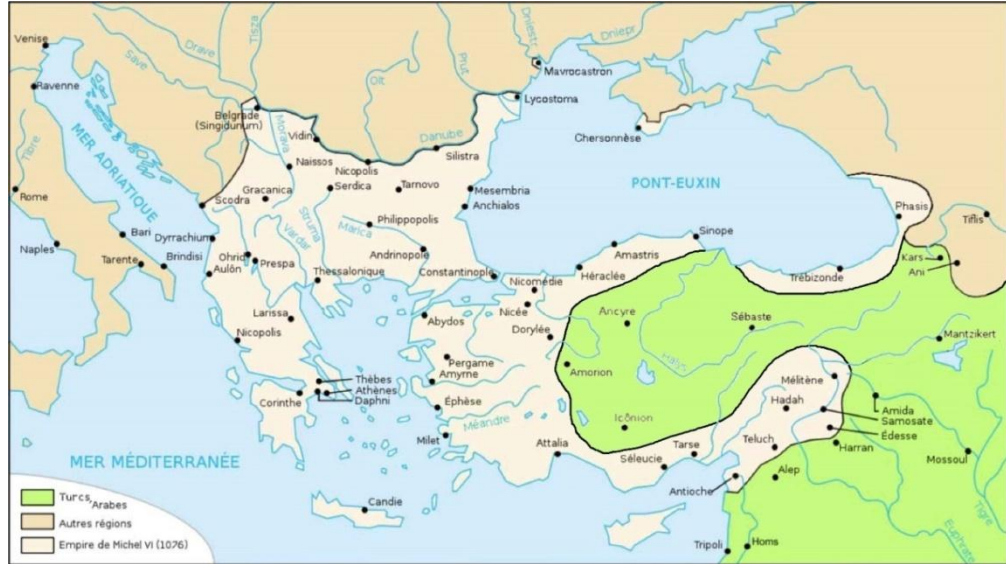 Venise
Ravenne
Drave
Save
Tisza
Olt
Prut
Dniestr
Dniepr
Mavrocastron
Lycostoma
Belgrade
(Singidunum)
Morava
Vidin
Danube
Silistra
Chersonnèse
MER ADRIATIQUE
Tibre
Naissos
Nicopolis
Rome
Scodra
Gracanica
Serdica
Tarnovo
Mesembria
Anchialos
PONT-EUXIN
Phasis
Tiflis
Naples
Bari
Dyrrachium
Struma
Philippopolis
Marica
Sinope
Tarente
Brindisi
Ohrid
Aulôn
Vardar
Prespa
Andrinople
Amastris
Kars
Ani
Thessalonique
Constantinople
Héraclée
Trébizonde
Nicomédie
Larissa
Abydos
Nicée
Ancyre
Sébaste
Nicopolis
Dorylée
Mantzikert
Pergame
Halys
Thèbes
Athènes
Daphni
Amyrne
Amorion
Mélitène
Corinthe
Éphèse
Méandre
Hadah
Amida
Samosate
Édesse
Icônion
Milet
Attalia
Tarse
Teluch
Harran
MER MÉDITERRANÉE
Séleucie
Alep
Mossoul
Antioche
Tigre
Candie
Turcs, Arabes
Autres régions
Empire de Michel VI (1076)
Tripoli
Homs
Euphrate